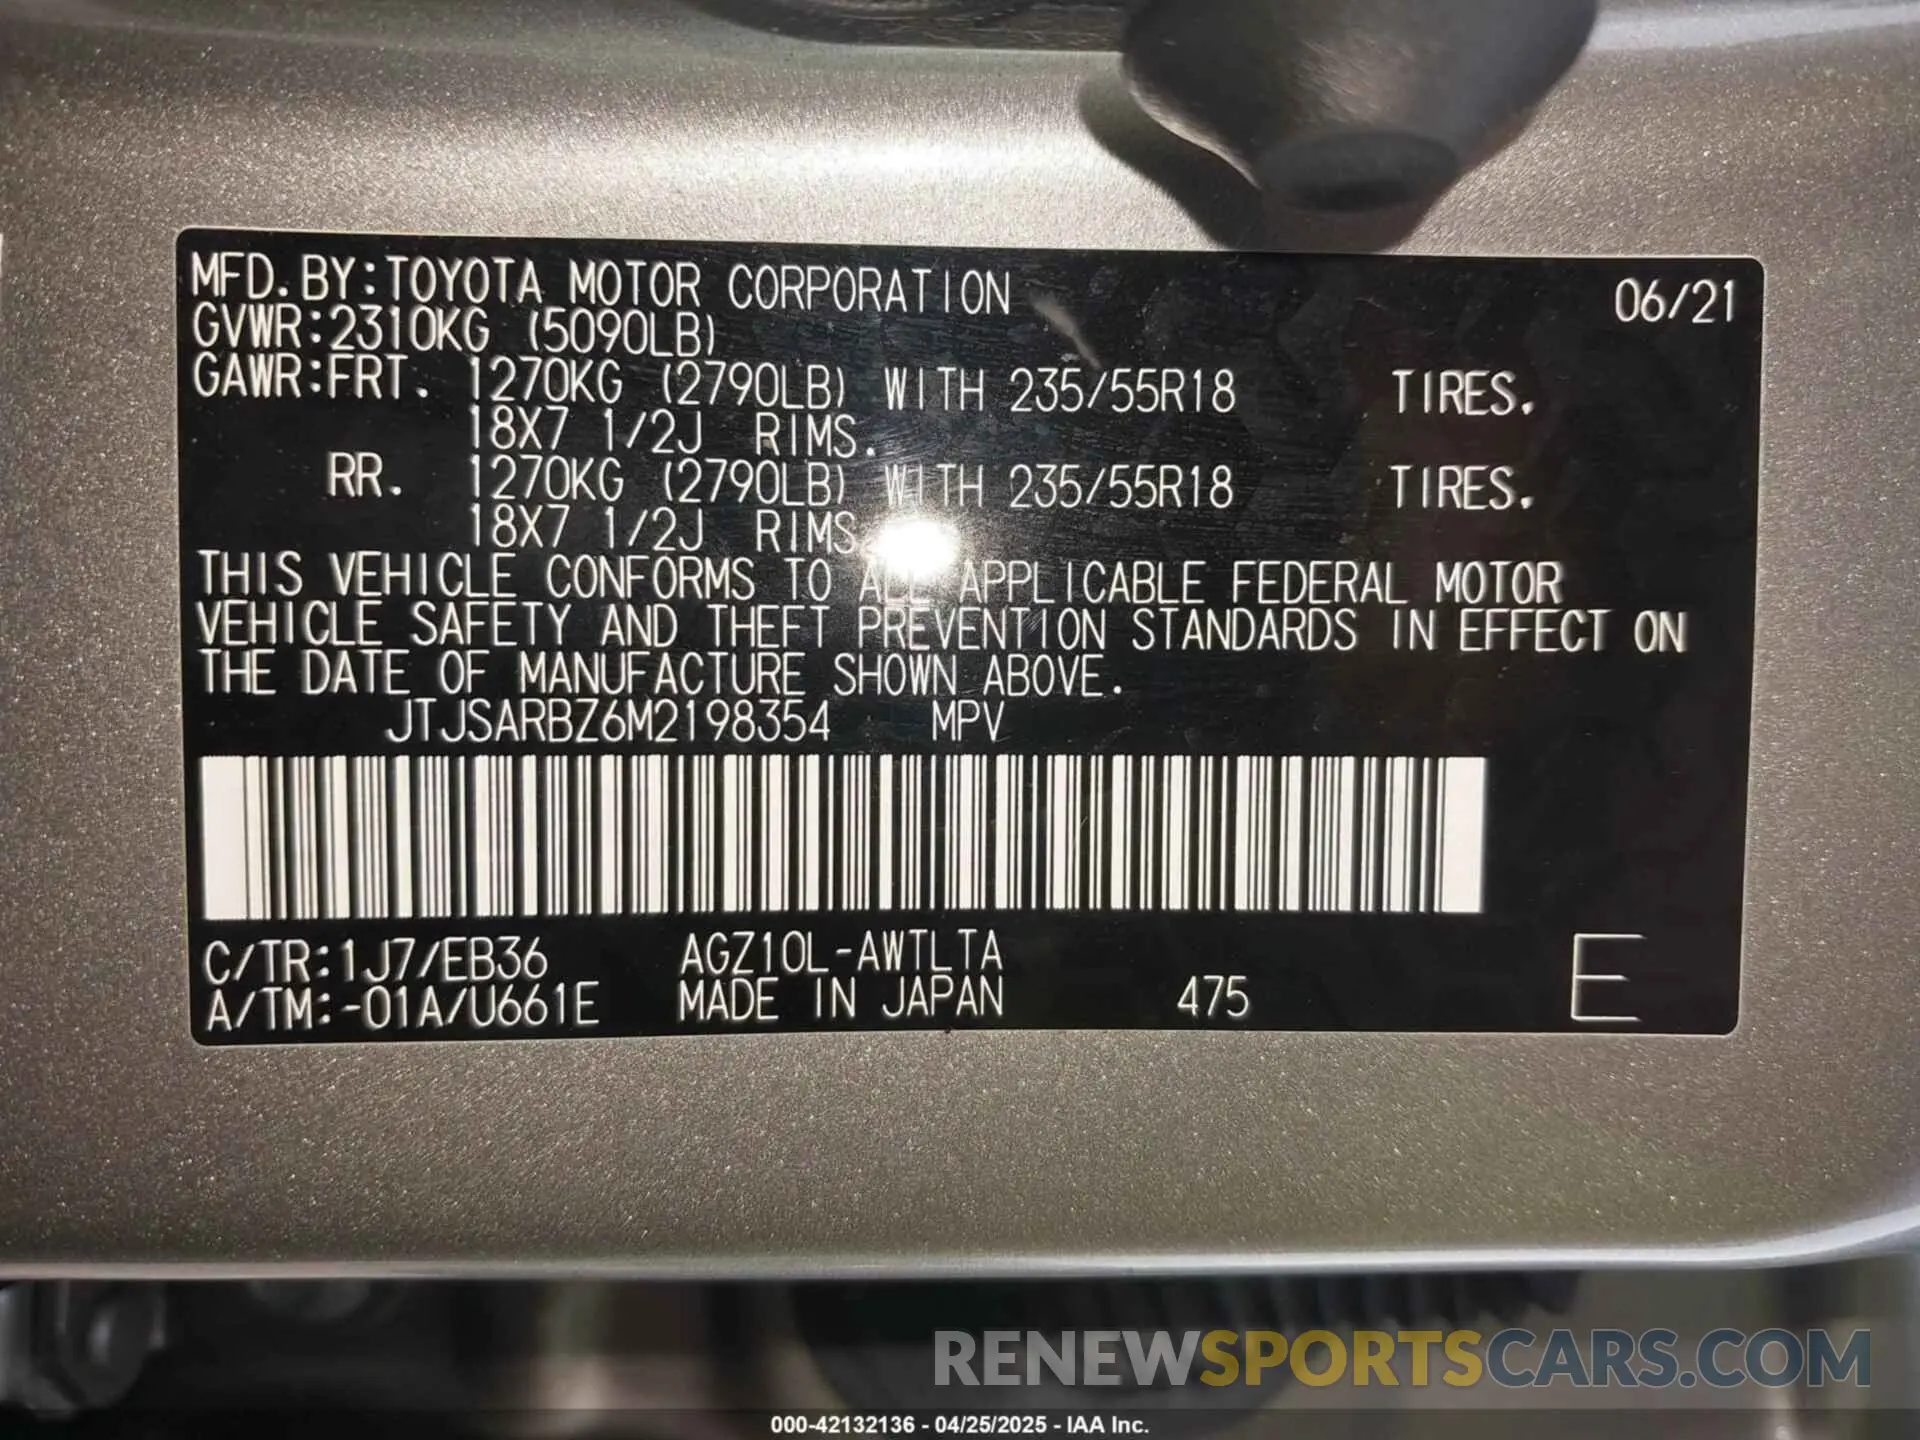 MFD. BY:TOYOTA MOTOR CORPORATION 06/21
GVWR:2310KG (5090LB)
GAWR:FRT. 1270KG (2790LB) WITH 235/55R18 TIRES.
18X7 1/2J RIMS.
RR. 1270KG (2790LB) WITH 235/55R18 TIRES.
18X7 1/2J RIMS.
THIS VEHICLE CONFORMS TO ALL APPLICABLE FEDERAL MOTOR
VEHICLE SAFETY AND THEFT PREVENTION STANDARDS IN EFFECT ON
THE DATE OF MANUFACTURE SHOWN ABOVE.
JTJSARBZ6M2198354 MPV
C/TR:1J7/EB36 AGZ10L-AWTLTA
A/TM:-01A/U661E MADE IN JAPAN 475 E
RENEWSPORTSCARS.COM
000-42132136 - 04/25/2025 - IAA Inc.